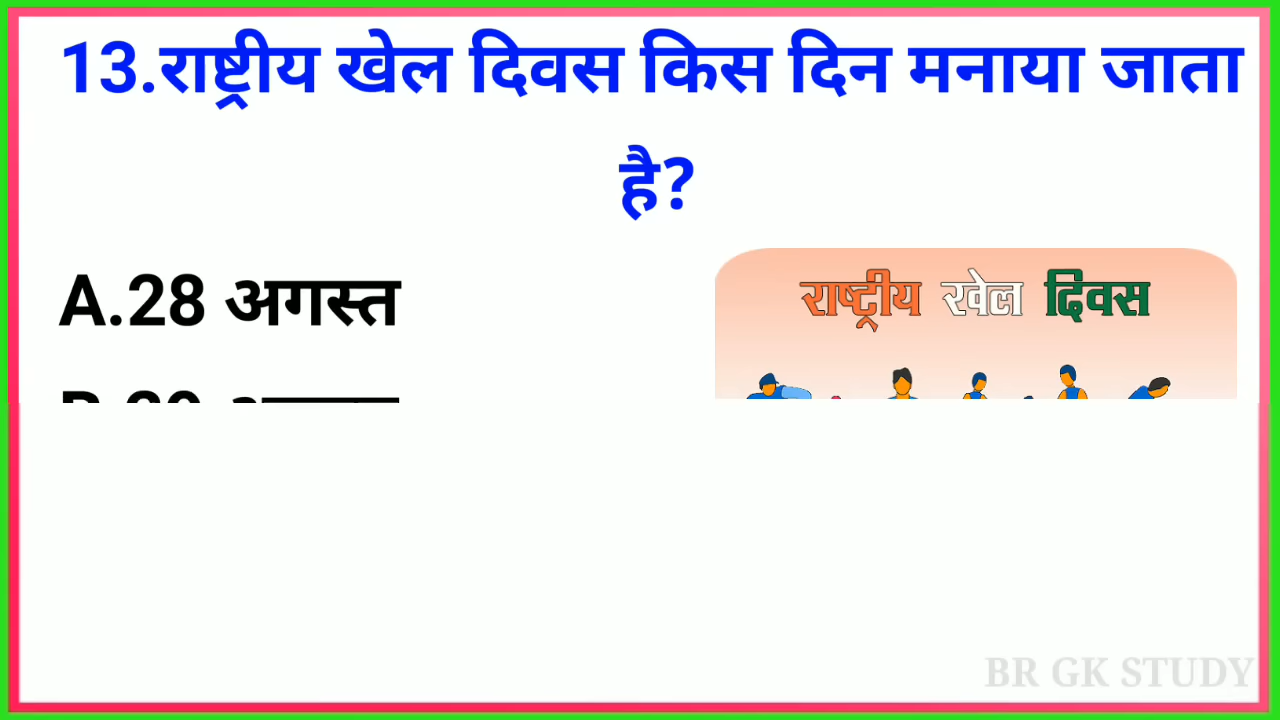 13.राष्ट्रीय खेल दिवस किस दिन मनाया जाता
है?
A.28 अगस्त
राष्ट्रीय खेल दिवस
BR GK STUDY